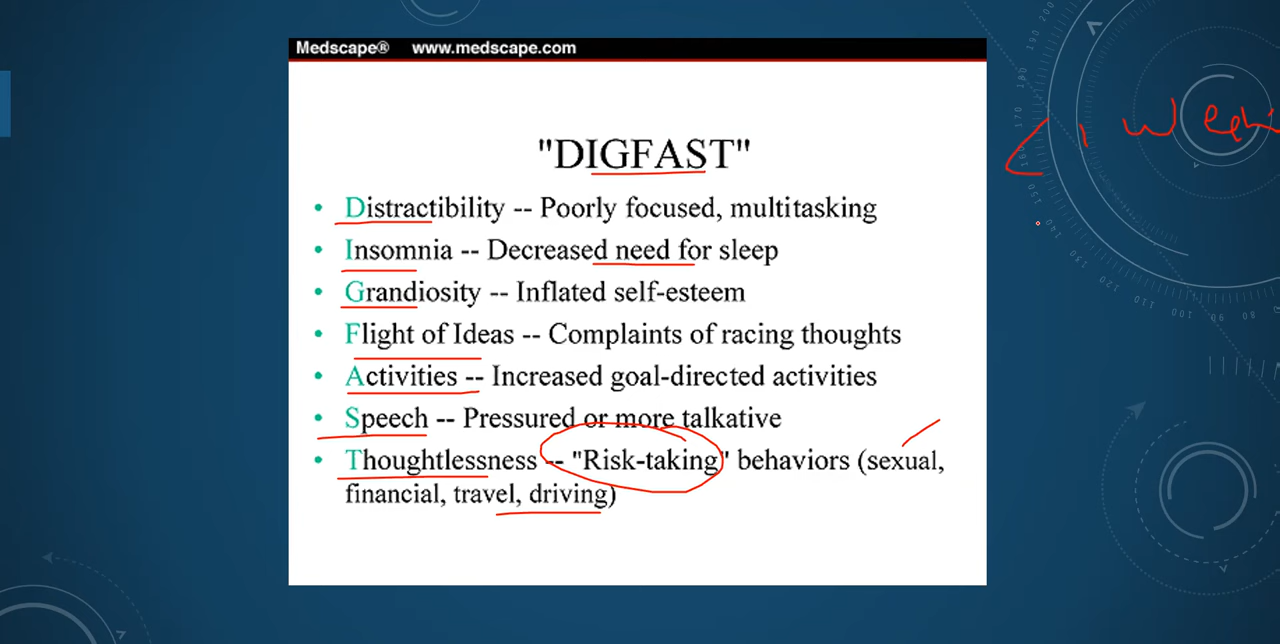 Medscape® www.medscape.com
"DIGFAST"
• Distractibility -- Poorly focused, multitasking
• Insomnia -- Decreased need for sleep
• Grandiosity -- Inflated self-esteem
• Flight of Ideas -- Complaints of racing thoughts
• Activities -- Increased goal-directed activities
• Speech -- Pressured or more talkative
• Thoughtlessness -- "Risk-taking" behaviors (sexual,
financial, travel, driving)
< 1 week